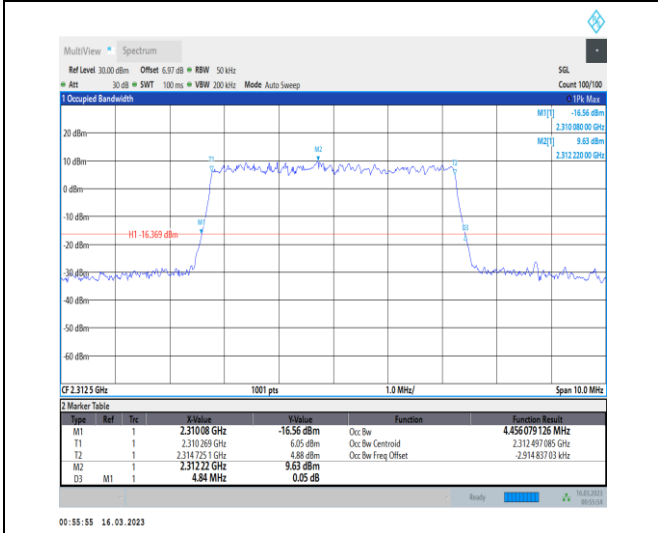 MultiView Spectrum
Ref Level 30.00 dBm Offset 6.97 dB RBW 50 kHz SGL
Att 30 dB SWT 100 ms VBW 200 kHz Mode Auto Sweep Count 100/100
1 Occupied Bandwidth 1Pk Max
M1[1] -16.56 dBm
2.310 080 00 GHz
M2[1] 9.63 dBm
2.312 220 00 GHz
20 dBm
M2
T1 T2
10 dBm
0 dBm
-10 dBm
M1
D3
H1 -16.369 dBm
-20 dBm
-30 dBm
-40 dBm
-50 dBm
-60 dBm
CF 2.312 5 GHz 1001 pts 1.0 MHz/ Span 10.0 MHz
2 Marker Table
Type Ref Trc X-Value Y-Value Function Function Result
M1 1 2.31008 GHz -16.56 dBm Occ Bw 4.456 079 126 MHz
T1 1 2.310 269 GHz 6.05 dBm Occ Bw Centroid 2.312 497 085 GHz
T2 1 2.314 725 1 GHz 4.88 dBm Occ Bw Freq Offset -2.914 837 03 kHz
M2 1 2.312 22 GHz 9.63 dBm
D3 M1 1 4.84 MHz 0.05 dB
Ready 16.03.2023
00:55:54
00:55:55 16.03.2023